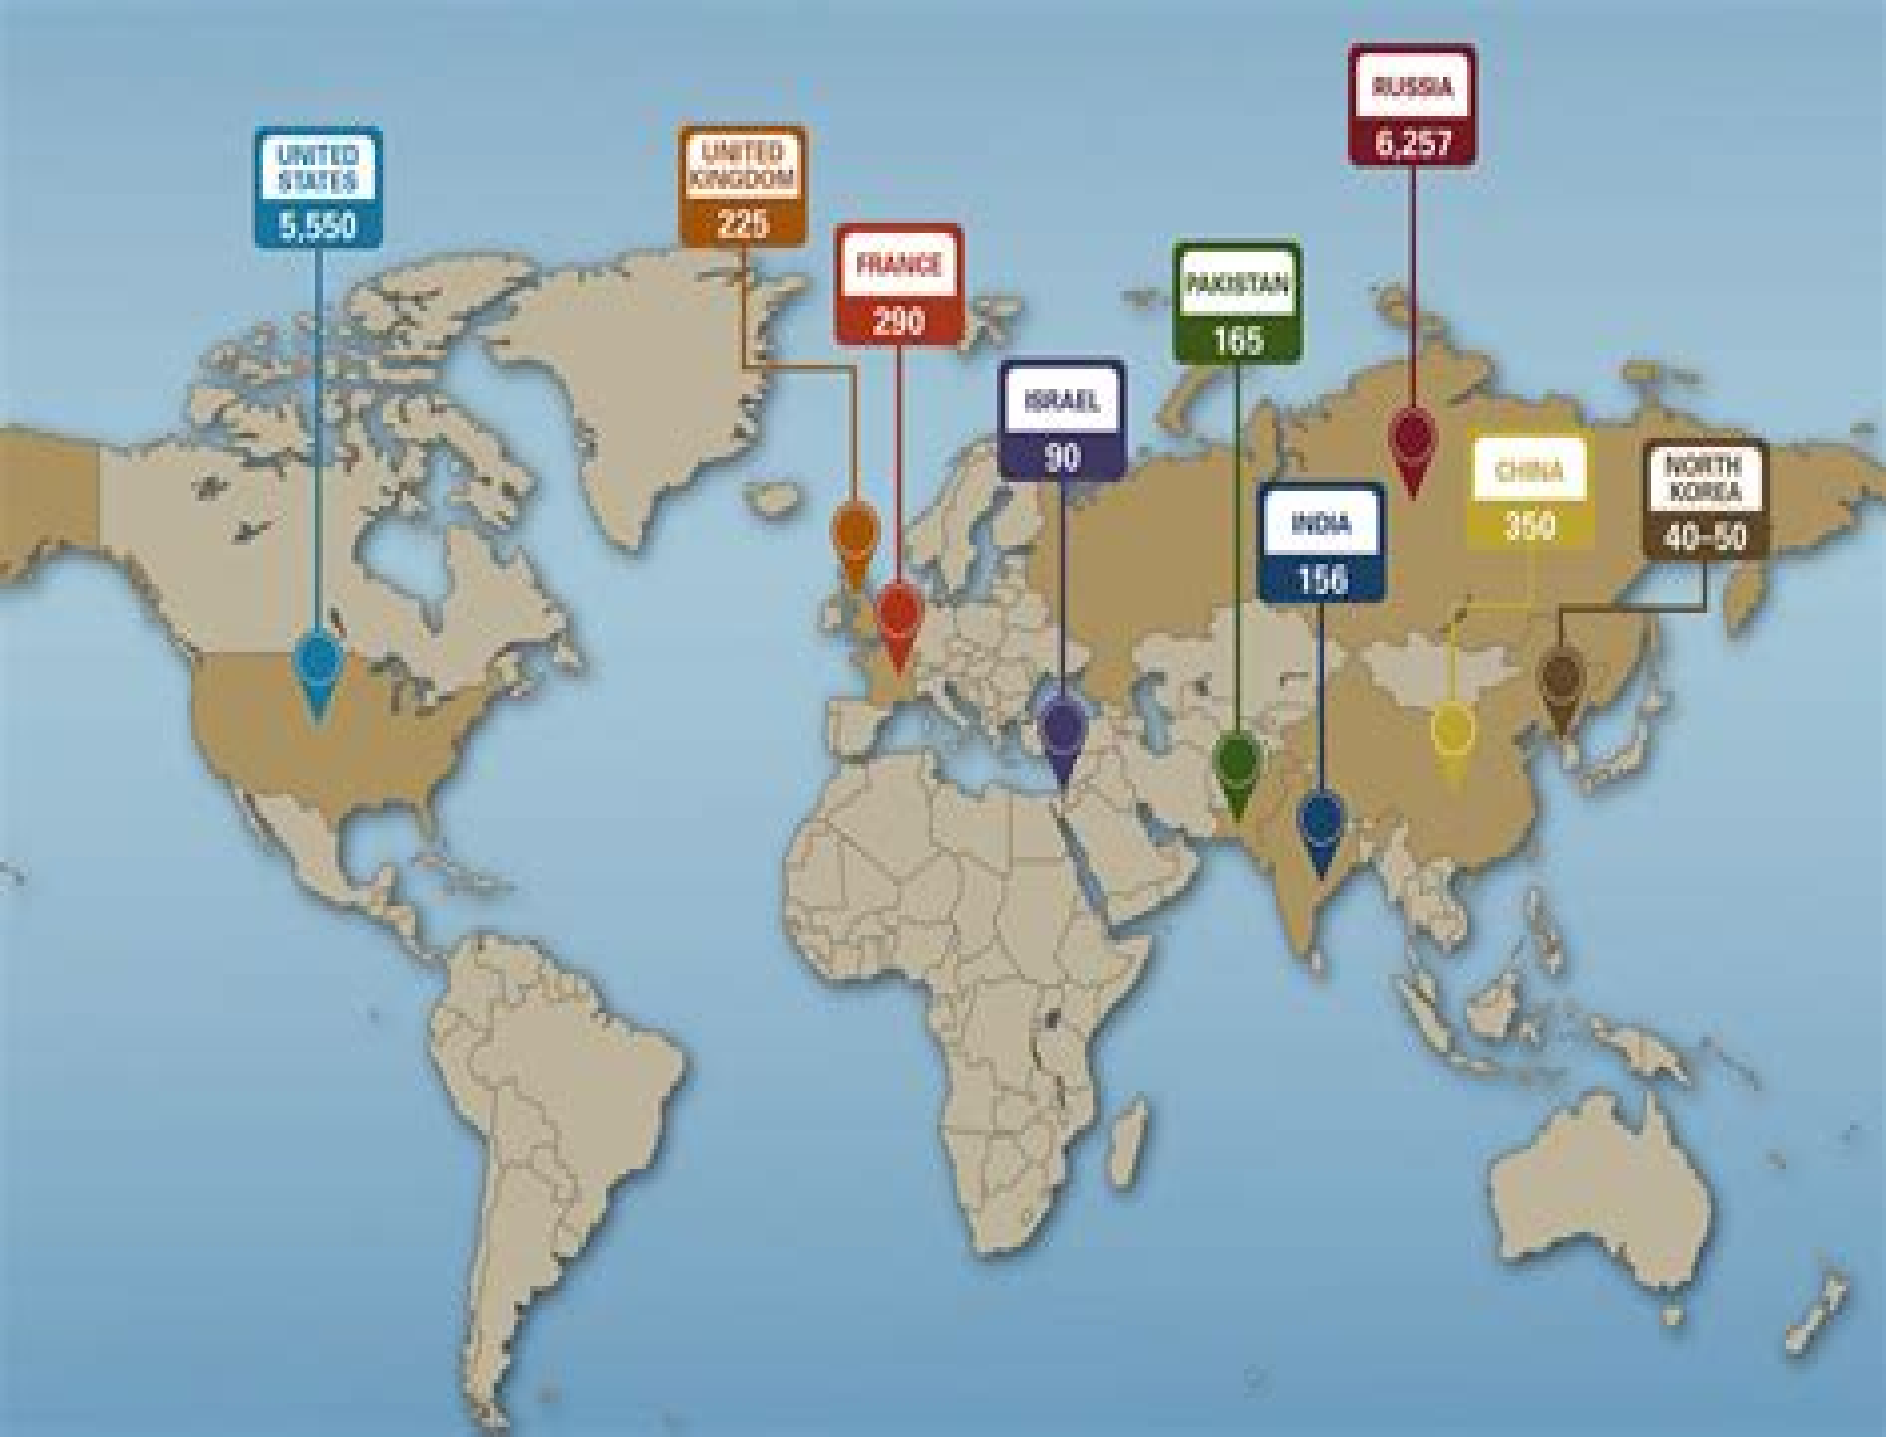 UNITED
STATES
5,550
UNITED
KINGDOM
225
FRANCE
290
ISRAEL
90
PAKISTAN
165
INDIA
156
RUSSIA
6,257
CHINA
350
NORTH
KOREA
40–50